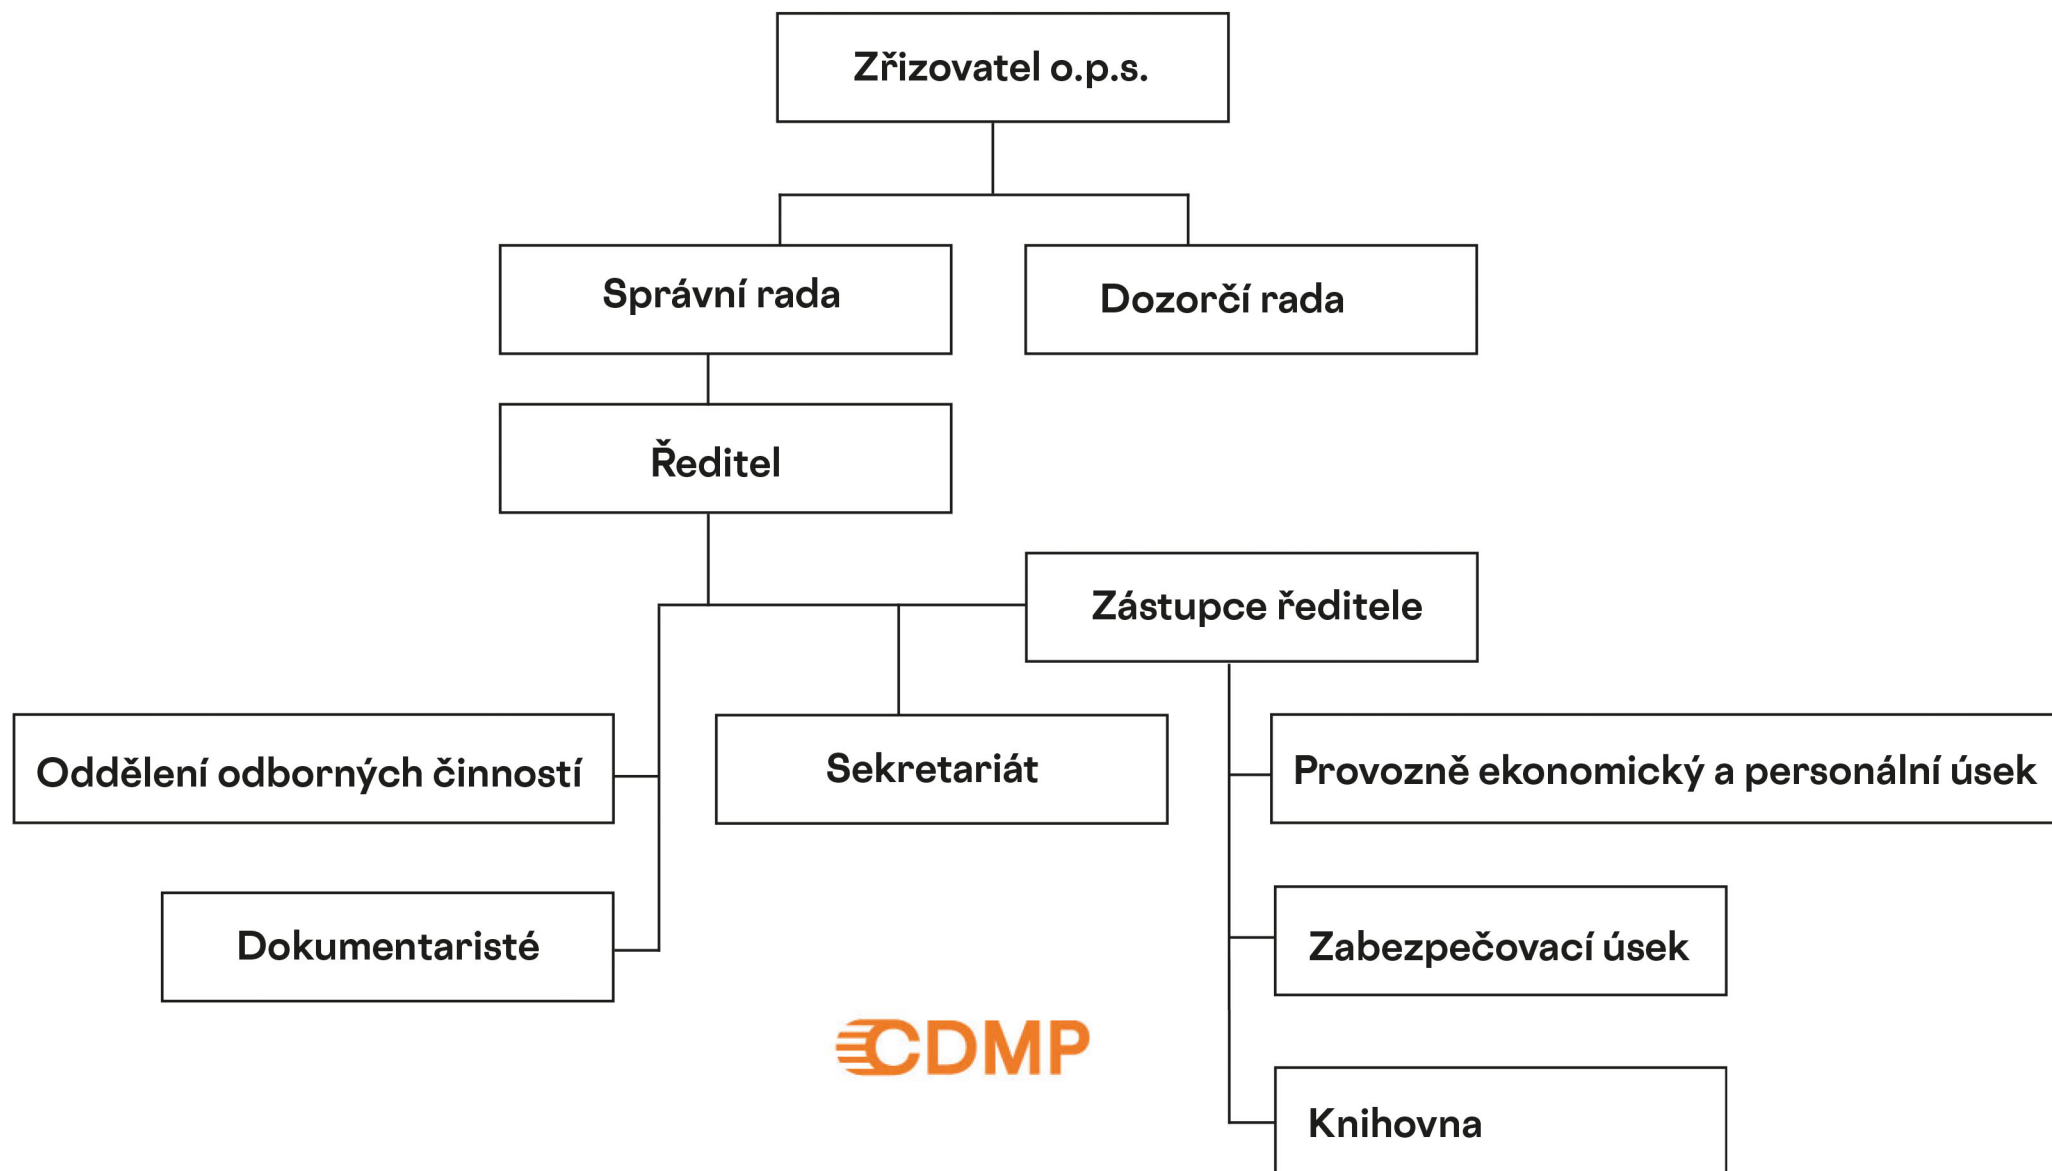 Zřizovatel o.p.s.
Správní rada
Dozorčí rada
Ředitel
Zástupce ředitele
Oddělení odborných činností
Sekretariát
Provozně ekonomický a personální úsek
Dokumentaristé
Zabezpečovací úsek
CDMP
Knihovna